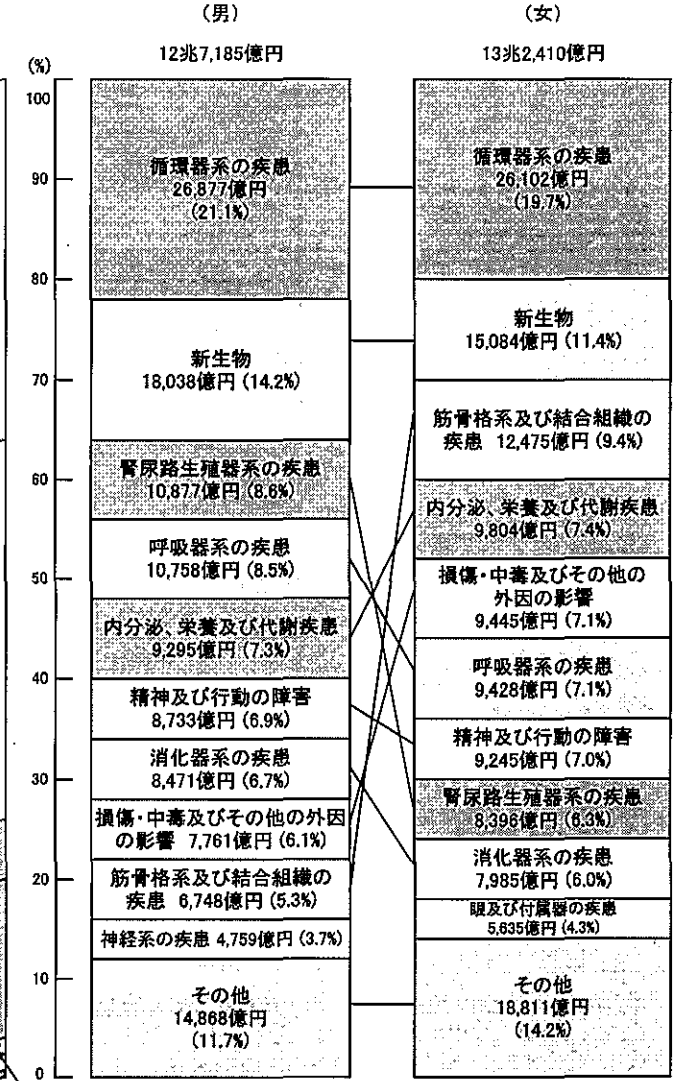 (男)
12兆7,185億円
(女)
13兆2,410億円
(%)
100
90
80
70
60
50
40
30
20
10
0
循環器系の疾患
26,877億円
(21.1%)
新生物
18,038億円(14.2%)
腎尿路生殖器系の疾患
10,877億円(8.6%)
呼吸器系の疾患
10,758億円(8.5%)
内分泌、栄養及び代謝疾患
9,295億円(7.3%)
精神及び行動の障害
8,733億円(6.9%)
消化器系の疾患
8,471億円(6.7%)
損傷・中毒及びその他の外因
の影響 7,761億円(6.1%)
筋骨格系及び結合組織の
疾患 6,748億円(5.3%)
神経系の疾患 4,759億円(3.7%)
その他
14,868億円
(11.7%)
循環器系の疾患
26,102億円
(19.7%)
新生物
15,084億円(11.4%)
筋骨格系及び結合組織の
疾患 12,475億円(9.4%)
内分泌、栄養及び代謝疾患
9,804億円(7.4%)
損傷・中毒及びその他の
外因の影響
9,445億円(7.1%)
呼吸器系の疾患
9,428億円(7.1%)
精神及び行動の障害
9,245億円(7.0%)
腎尿路生殖器系の疾患
8,396億円(6.3%)
消化器系の疾患
7,985億円(6.0%)
眼及び付属器の疾患
5,635億円(4.3%)
その他
18,811億円
(14.2%)